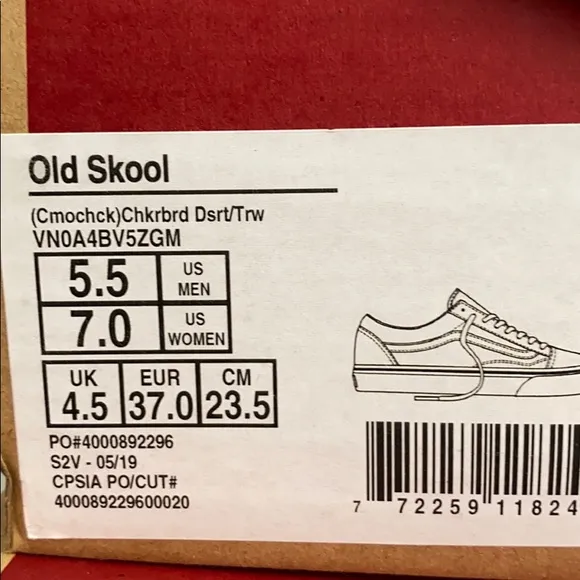 Old Skool
(Cmochck)Chkrbrd Dsrt/Trw
VN0A4BV5ZGM
5.5 US MEN
7.0 US WOMEN
UK EUR CM
4.5 37.0 23.5
PO#4000892296
S2V - 05/19
CPSIA PO/CUT#
400089229600020
7 72259 11824